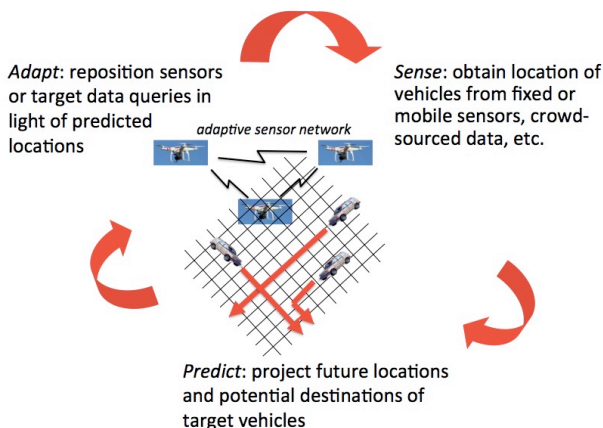 Adapt: reposition sensors
or target data queries in
light of predicted
locations
Sense: obtain location of
vehicles from fixed or
mobile sensors, crowd-
sourced data, etc.
adaptive sensor network
Predict: project future locations
and potential destinations of
target vehicles